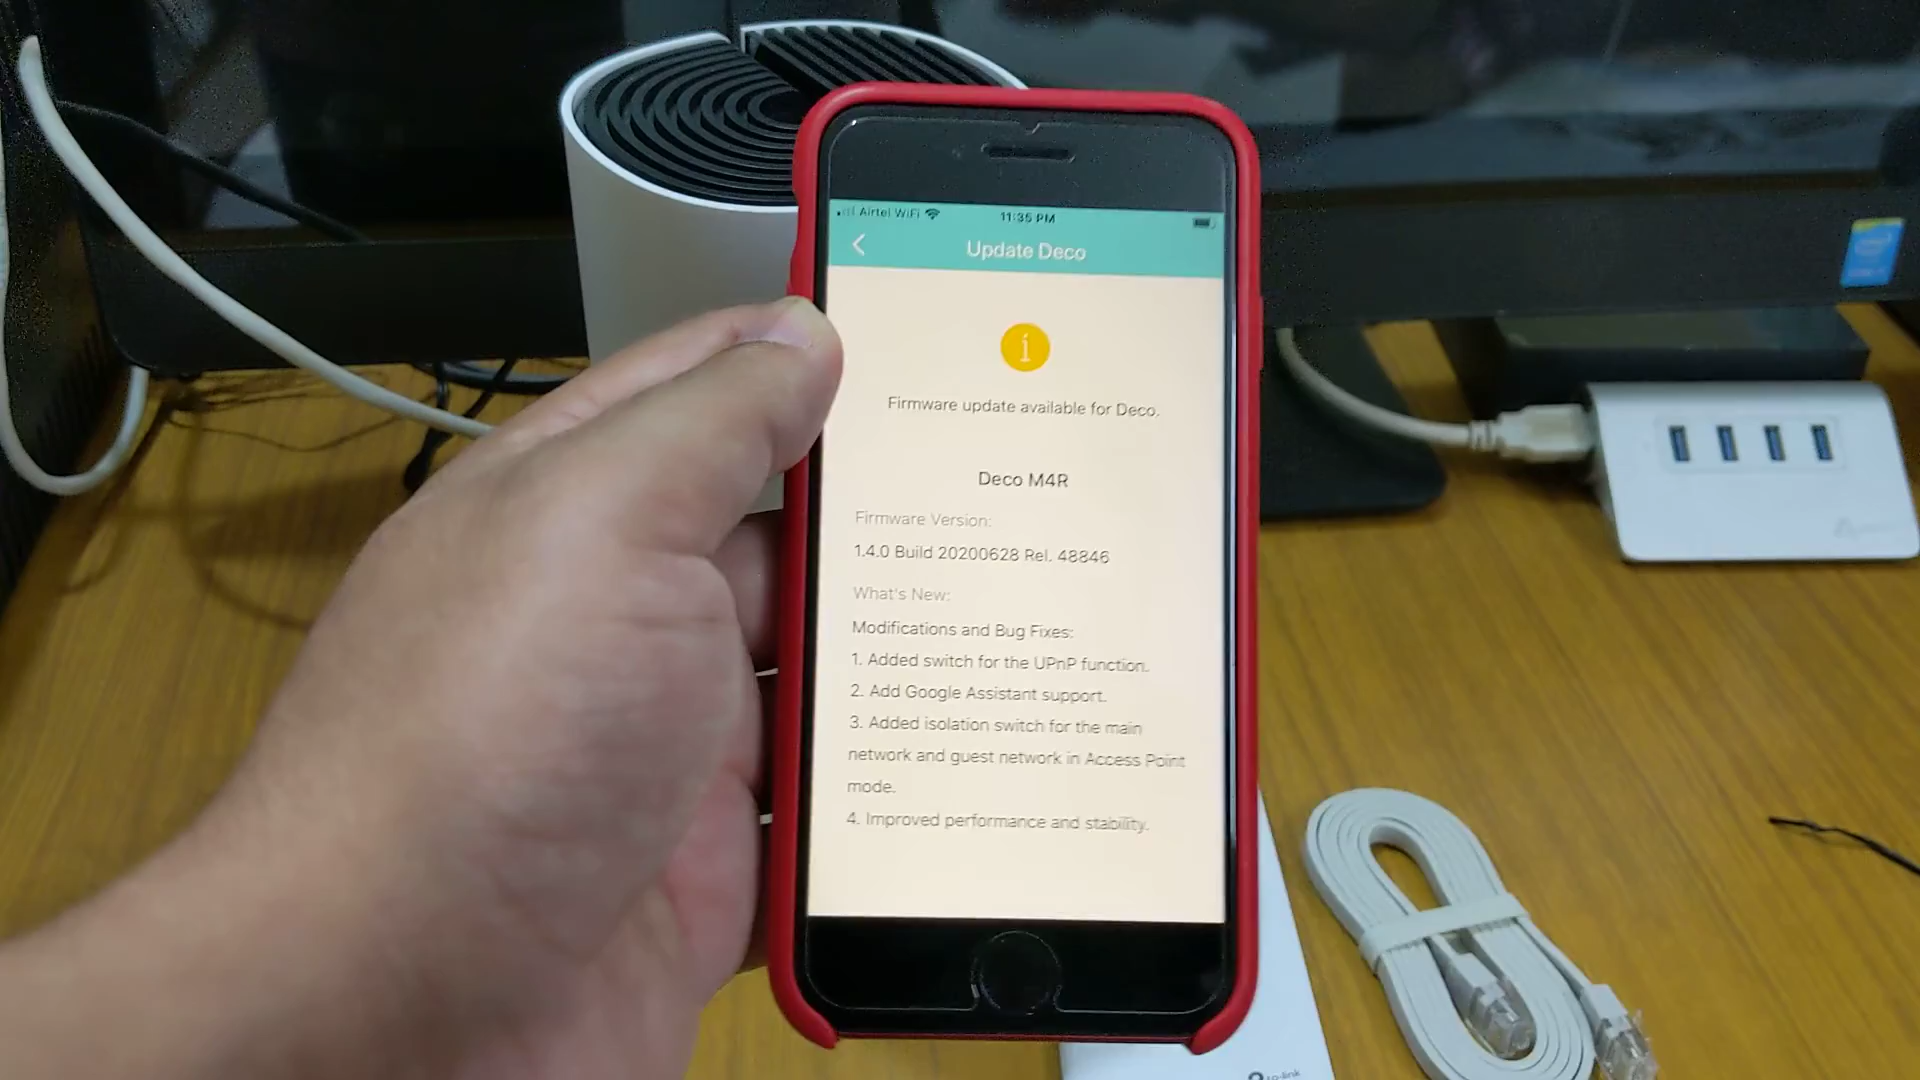 Airtel WiFi 11:35 PM
Update Deco
i
Firmware update available for Deco.
Deco M4R
Firmware Version:
1.4.0 Build 20200628 Rel. 48846
What's New:
Modifications and Bug Fixes:
1. Added switch for the UPnP function.
2. Add Google Assistant support.
3. Added isolation switch for the main
network and guest network in Access Point
mode.
4. Improved performance and stability.
intel
tp-link